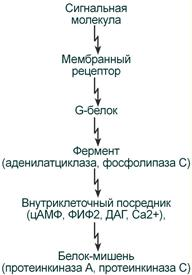 Сигнальная
молекула
Мембранный
рецептор
G-белок
Фермент
(аденилатциклаза, фосфолипаза С)
Внутриклеточный посредник
(цАМФ, ФИФ2, ДАГ, Ca2+),
Белок-мишень
(протеинкиназа А, протеинкиназа С)